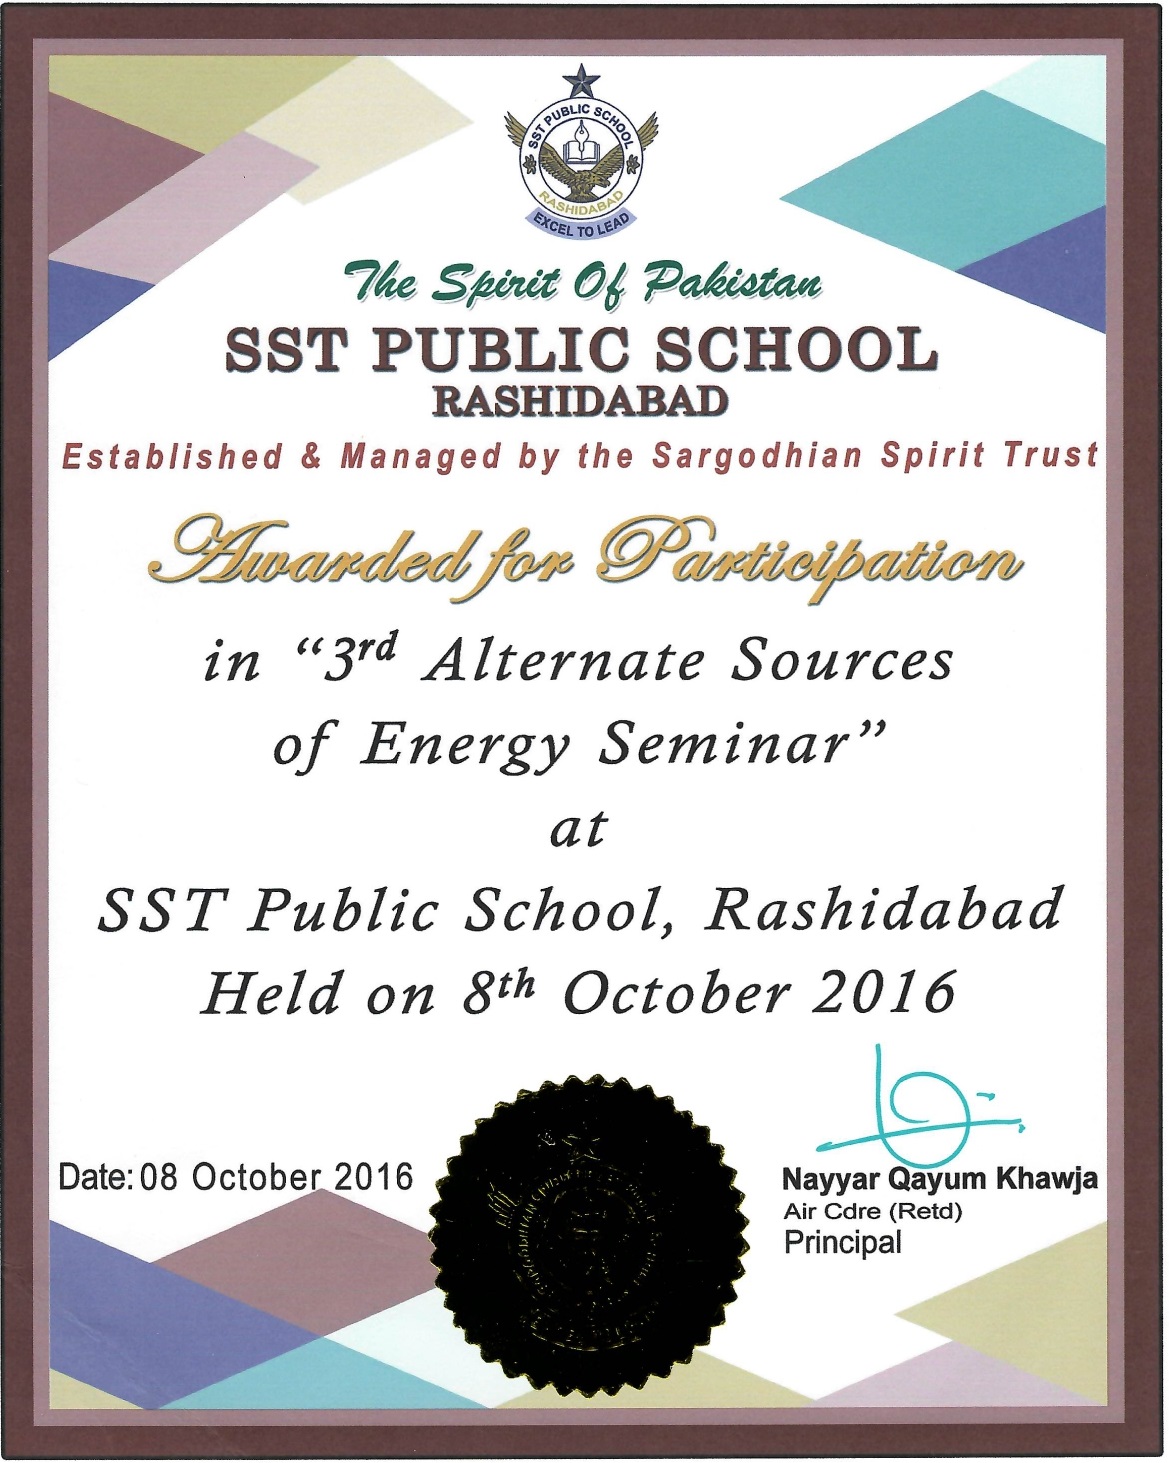 SST PUBLIC SCHOOL
RASHIDABAD
EXCEL TO LEAD
The Spirit Of Pakistan
SST PUBLIC SCHOOL
RASHIDABAD
Established & Managed by the Sargodhian Spirit Trust
Awarded for Participation
in “3rd Alternate Sources
of Energy Seminar”
at
SST Public School, Rashidabad
Held on 8th October 2016
Date: 08 October 2016
Nayyar Qayum Khawja
Air Cdre (Retd)
Principal